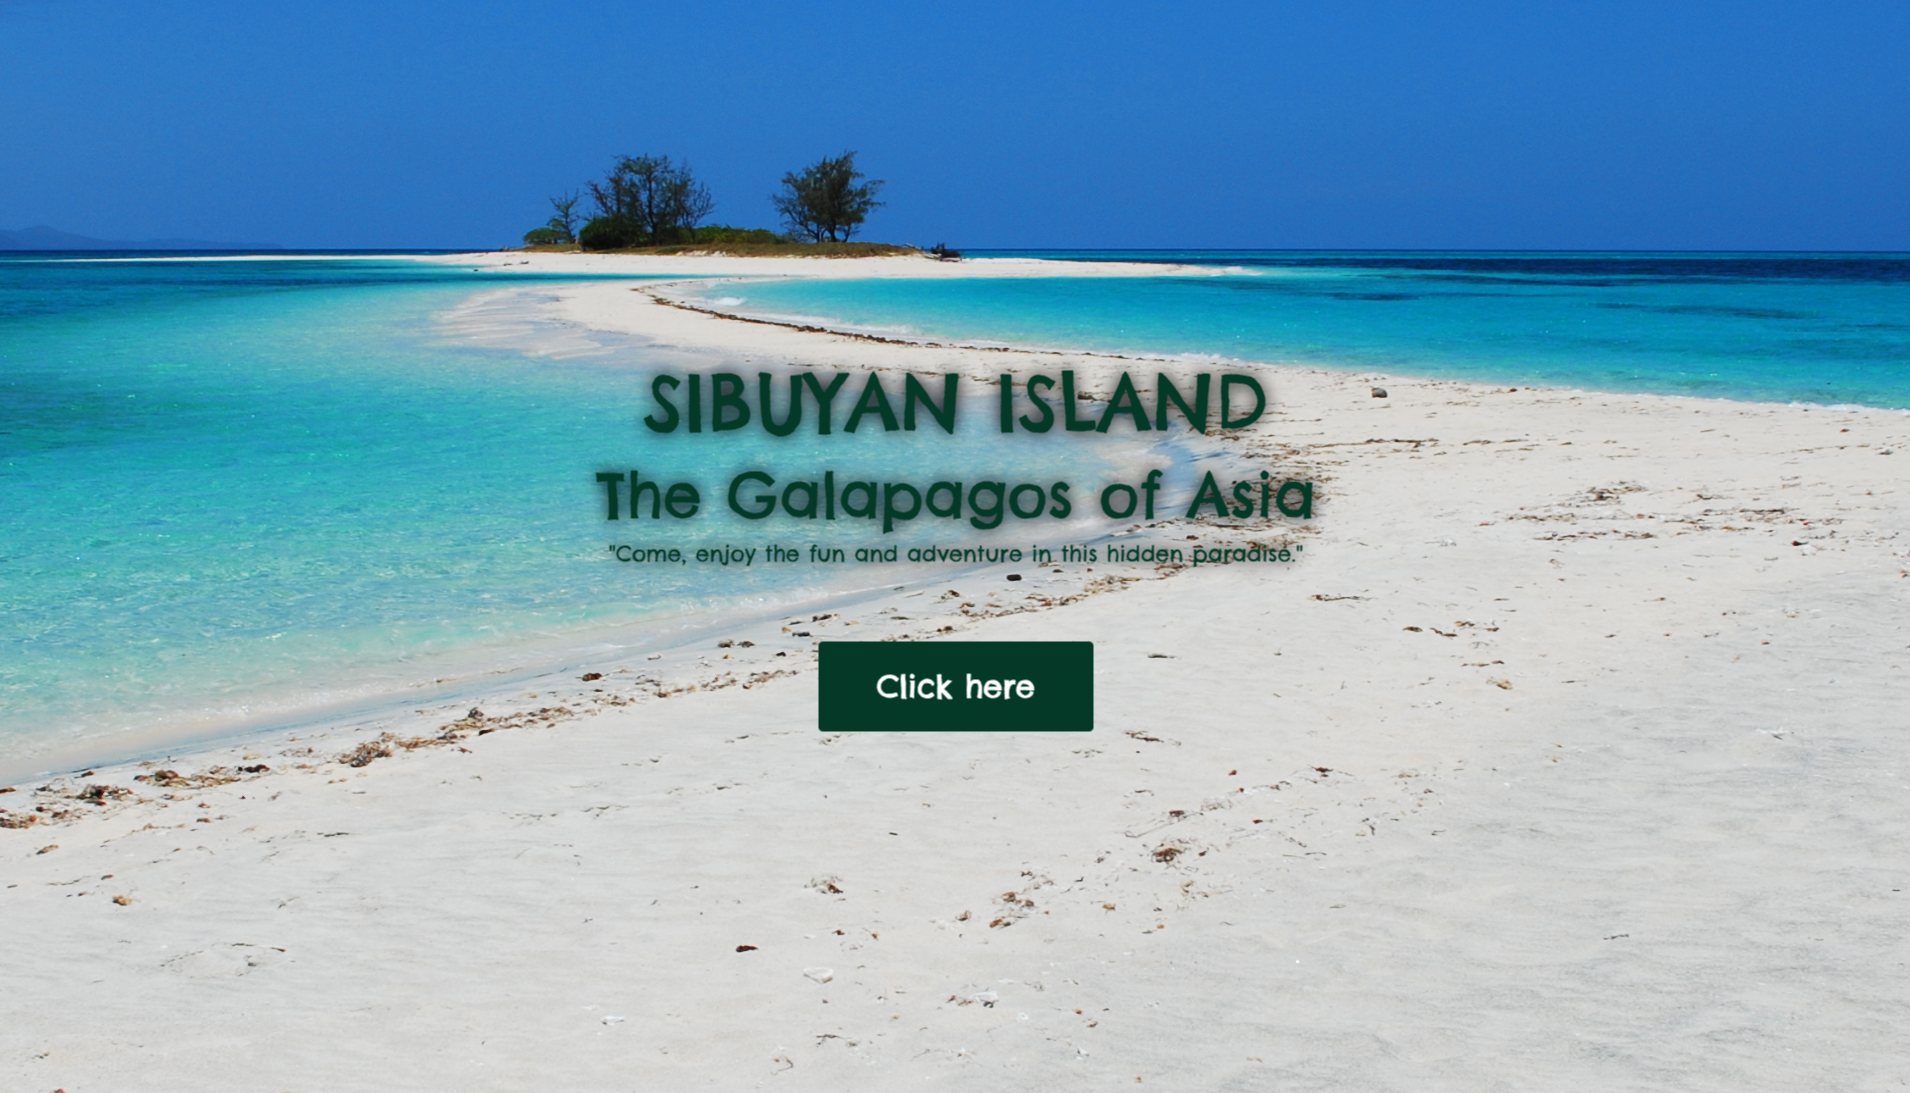 SIBUYAN ISLAND
The Galapagos of Asia
"Come, enjoy the fun and adventure in this hidden paradise."
Click here